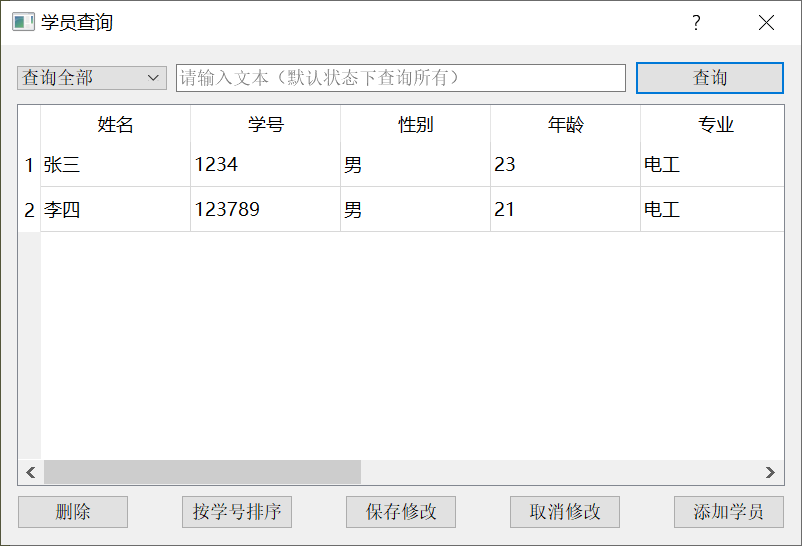 学员查询
查询全部 请输入文本（默认状态下查询所有） 查询
姓名 学号 性别 年龄 专业
1 张三 1234 男 23 电工
2 李四 123789 男 21 电工
删除 按学号排序 保存修改 取消修改 添加学员